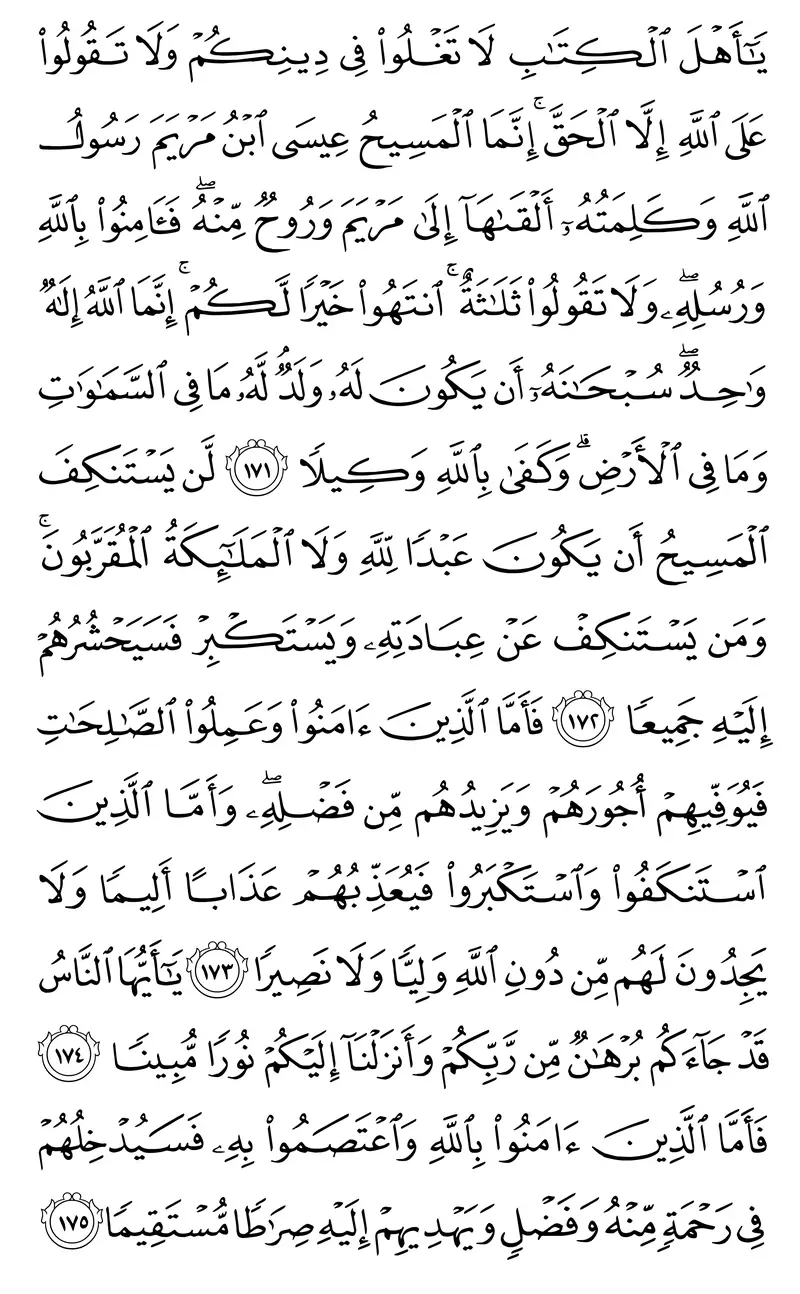 يَـٰٓأَهْلَ ٱلْكِتَـٰبِ لَا تَغْلُوا۟ فِى دِينِكُمْ وَلَا تَقُولُوا۟
عَلَى ٱللَّهِ إِلَّا ٱلْحَقَّ ۚ إِنَّمَا ٱلْمَسِيحُ عِيسَى ٱبْنُ مَرْيَمَ رَسُولُ
ٱللَّهِ وَكَلِمَتُهُۥٓ أَلْقَىٰهَآ إِلَىٰ مَرْيَمَ وَرُوحٌ مِّنْهُ ۖ فَـَٔامِنُوا۟ بِٱللَّهِ
وَرُسُلِهِۦ ۖ وَلَا تَقُولُوا۟ ثَلَـٰثَةٌ ۚ ٱنتَهُوا۟ خَيْرًا لَّكُمْ ۚ إِنَّمَا ٱللَّهُ إِلَـٰهٌ
وَٰحِدٌ ۖ سُبْحَـٰنَهُۥٓ أَن يَكُونَ لَهُۥ وَلَدٌ ۘ لَّهُۥ مَا فِى ٱلسَّمَـٰوَٰتِ
وَمَا فِى ٱلْأَرْضِ ۗ وَكَفَىٰ بِٱللَّهِ وَكِيلًا ١٧١ لَّن يَسْتَنكِفَ
ٱلْمَسِيحُ أَن يَكُونَ عَبْدًا لِّلَّهِ وَلَا ٱلْمَلَـٰٓئِكَةُ ٱلْمُقَرَّبُونَ ۚ
وَمَن يَسْتَنكِفْ عَنْ عِبَادَتِهِۦ وَيَسْتَكْبِرْ فَسَيَحْشُرُهُمْ
إِلَيْهِ جَمِيعًا ١٧٢ فَأَمَّا ٱلَّذِينَ ءَامَنُوا۟ وَعَمِلُوا۟ ٱلصَّـٰلِحَـٰتِ
فَيُوَفِّيهِمْ أُجُورَهُمْ وَيَزِيدُهُم مِّن فَضْلِهِۦ ۖ وَأَمَّا ٱلَّذِينَ
ٱسْتَنكَفُوا۟ وَٱسْتَكْبَرُوا۟ فَيُعَذِّبُهُمْ عَذَابًا أَلِيمًا وَلَا
يَجِدُونَ لَهُم مِّن دُونِ ٱللَّهِ وَلِيًّا وَلَا نَصِيرًا ١٧٣ يَـٰٓأَيُّهَا ٱلنَّاسُ
قَدْ جَآءَكُم بُرْهَـٰنٌ مِّن رَّبِّكُمْ وَأَنزَلْنَآ إِلَيْكُمْ نُورًا مُّبِينًا ١٧٤
فَأَمَّا ٱلَّذِينَ ءَامَنُوا۟ بِٱللَّهِ وَٱعْتَصَمُوا۟ بِهِۦ فَسَيُدْخِلُهُمْ
فِى رَحْمَةٍ مِّنْهُ وَفَضْلٍ وَيَهْدِيهِمْ إِلَيْهِ صِرَٰطًا مُّسْتَقِيمًا ١٧٥